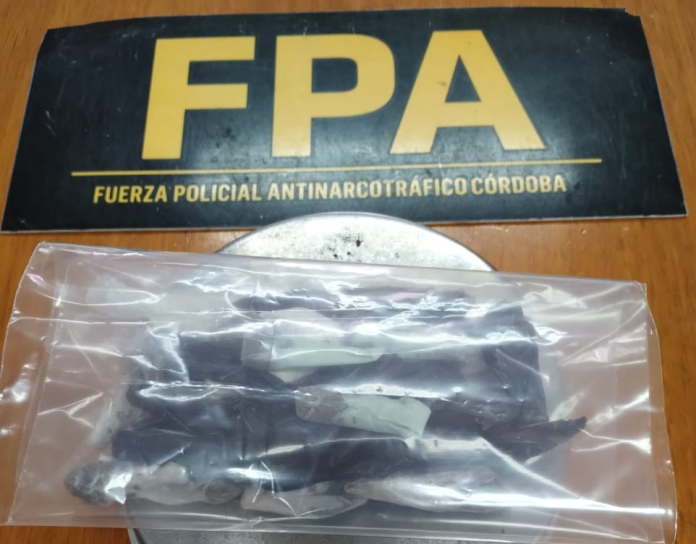 FPA
FUERZA POLICIAL ANTINARCOTRÁFICO CÓRDOBA